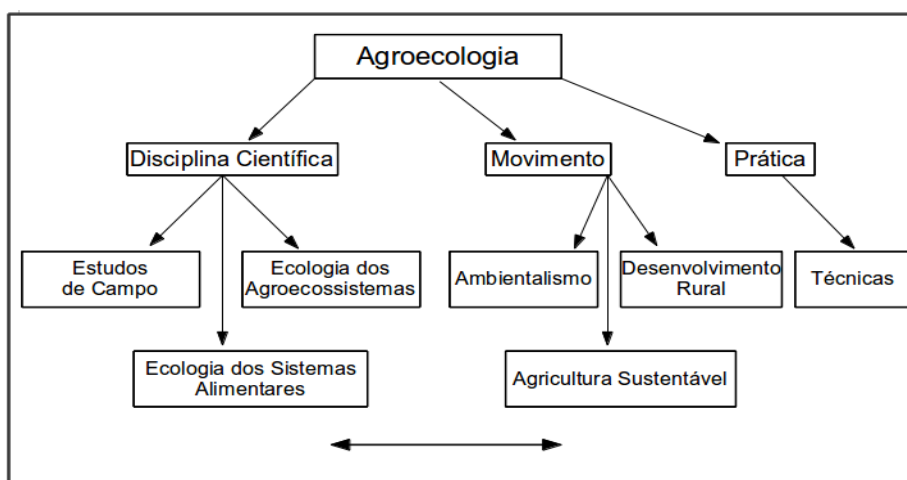 Agroecologia
Disciplina Científica
Movimento
Prática
Estudos
de Campo
Ecologia dos
Agroecossistemas
Ambientalismo
Desenvolvimento
Rural
Técnicas
Ecologia dos Sistemas
Alimentares
Agricultura Sustentável